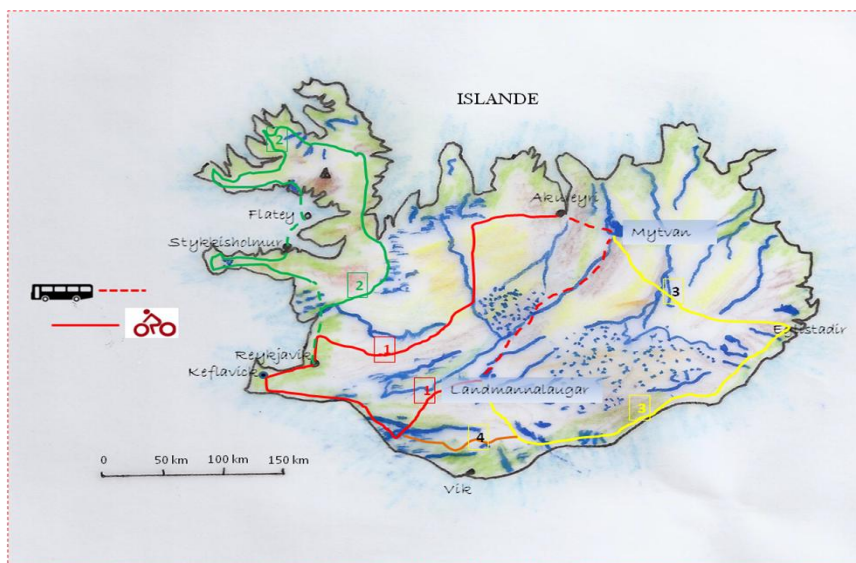 ISLANDE
2
Akureyri
Flatey
Mytvan
Stykkisholmur
2
3
1
Reykjavik
Keflavick
1
Landmannalaugar
3
4
0 50 km 100 km 150 km
Vik